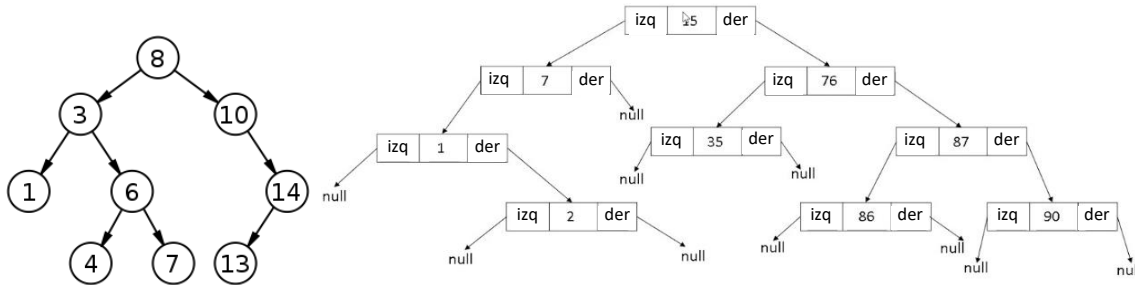 8
3
10
1
6
14
4
7
13
izq der
izq 7 der
izq 76 der
null
izq 1 der
izq 35 der
izq 87 der
null
null
null
izq 2 der
izq 86 der
izq 90 der
null
null
null
null
null